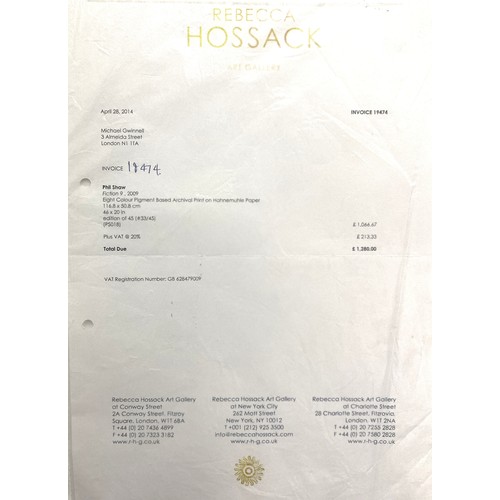 REBECCA
HOSSACK
ART GALLERY
April 28, 2014
INVOICE 19474
Michael Gwinnell
3 Almeida Street
London N1 1TA
INVOICE 19474
Phil Shaw
Fiction 9, 2009
Eight Colour Pigment Based Archival Print on Hahnemuhle Paper
116.8 x 50.8 cm
46 x 20 in
edition of 45 (#33/45)
(PS018) £ 1,066.67
Plus VAT @ 20% £ 213.33
Total Due £ 1,280.00
VAT Registration Number: GB 628479009
Rebecca Hossack Art Gallery
at Conway Street
2A Conway Street, Fitzroy
Square, London, W1T 6BA
T +44 (0) 20 7436 4899
F +44 (0) 20 7323 3182
www.r-h-g.co.uk
Rebecca Hossack Art Gallery
at New York City
262 Mott Street
New York, NY 10012
T +001 (212) 925 3500
info@rebeccahossack.com
www.r-h-g.co.uk
Rebecca Hossack Art Gallery
at Charlotte Street
28 Charlotte Street, Fitzrovia,
London, W1T 2NA
T +44 (0) 20 7255 2828
F +44 (0) 20 7580 2828
www.r-h-g.co.uk